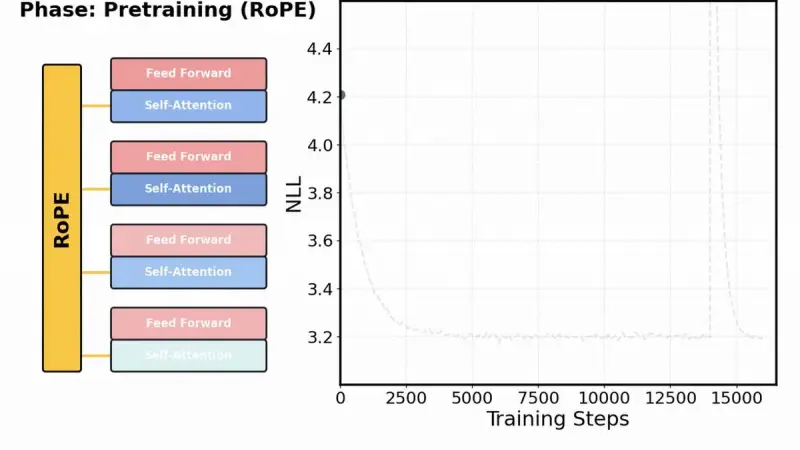 Phase: Pretraining (RoPE)
RoPE
Feed Forward
Self-Attention
Feed Forward
Self-Attention
Feed Forward
Self-Attention
Feed Forward
Self-Attention
NLL
4.4
4.2
4.0
3.8
3.6
3.4
3.2
0 2500 5000 7500 10000 12500 15000
Training Steps